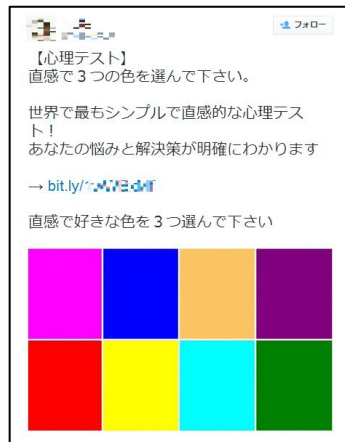 フォロー
【心理テスト】
直感で３つの色を選んで下さい。
世界で最もシンプルで直感的な心理テス
ト！
あなたの悩みと解決策が明確にわかります
→ bit.ly/
直感で好きな色を３つ選んで下さい